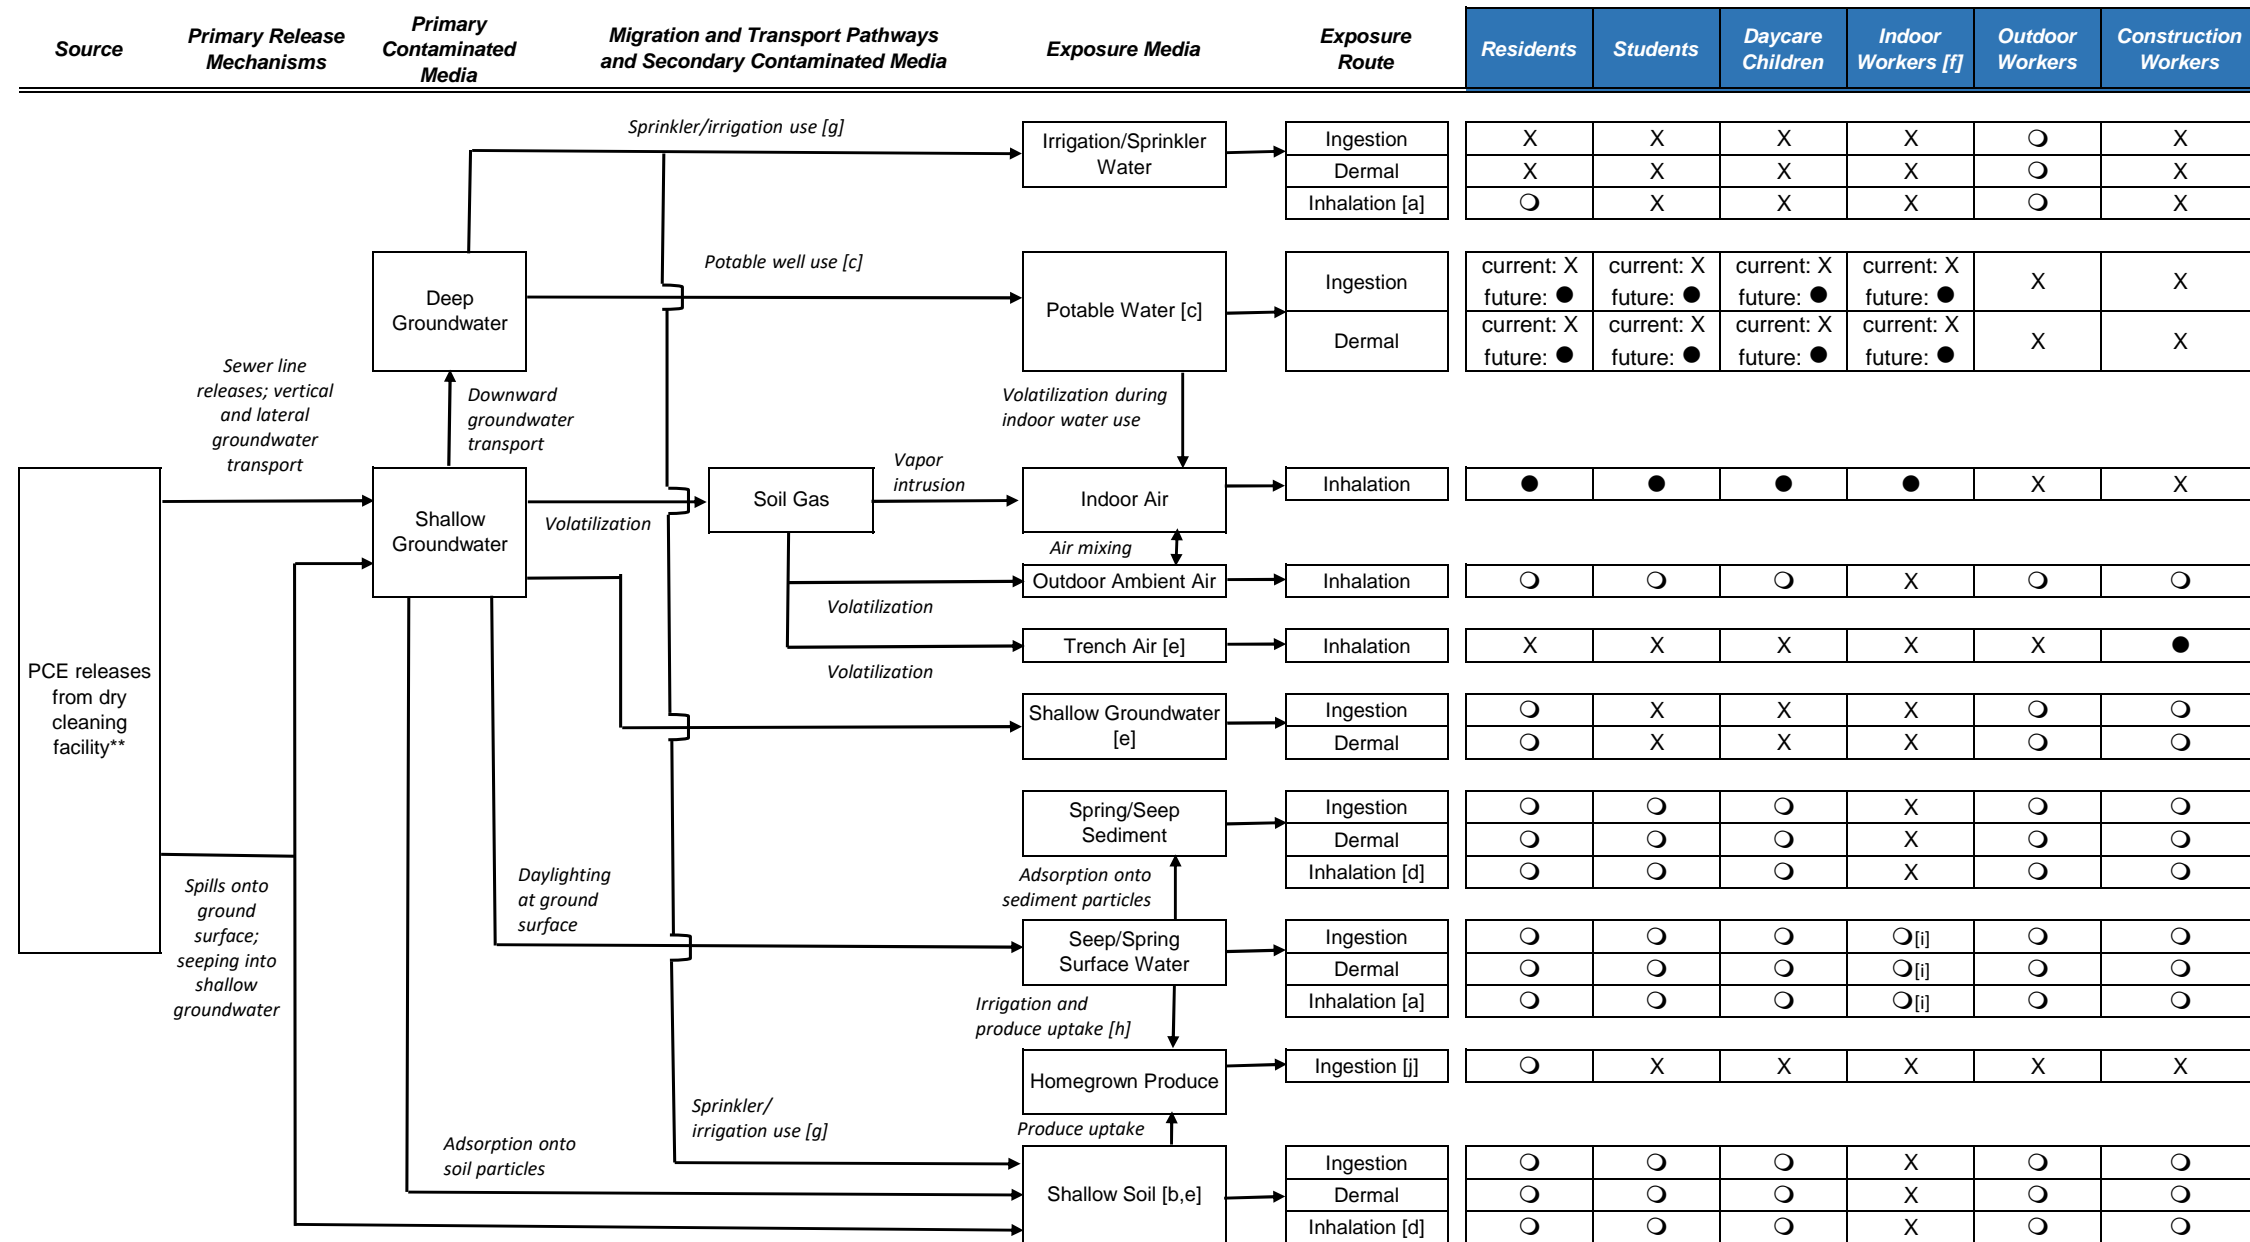 Source
Primary Release
Mechanisms
Primary
Contaminated
Media
Migration and Transport Pathways
and Secondary Contaminated Media
Exposure Media
Exposure
Route
Residents
Students
Daycare
Children
Indoor
Workers [f]
Outdoor
Workers
Construction
Workers
Sprinkler/irrigation use [g]
Irrigation/Sprinkler
Water
Ingestion X X X X ❍ X
Dermal X X X X ❍ X
Inhalation [a] ❍ X X X ❍ X
Deep
Groundwater
Potable well use [c]
Potable Water [c]
Ingestion
current: X current: X current: X current: X X X
future: ● future: ● future: ● future: ●
Dermal
current: X current: X current: X current: X X X
future: ● future: ● future: ● future: ●
Sewer line
releases; vertical
and lateral
groundwater
transport
Downward
groundwater
transport
Volatilization during
indoor water use
Shallow
Groundwater
Volatilization
Soil Gas
Vapor
intrusion
Indoor Air
Inhalation ● ● ● ● X X
Air mixing
Outdoor Ambient Air
Inhalation ❍ ❍ ❍ X ❍ ❍
Volatilization
Trench Air [e]
Inhalation X X X X X ●
Volatilization
PCE releases
from dry
cleaning
facility**
Shallow Groundwater
[e]
Ingestion ❍ X X X ❍ ❍
Dermal ❍ X X X ❍ ❍
Spring/Seep
Sediment
Ingestion ❍ ❍ ❍ X ❍ ❍
Dermal ❍ ❍ ❍ X ❍ ❍
Inhalation [d] ❍ ❍ ❍ X ❍ ❍
Spills onto
ground
surface;
seeping into
shallow
groundwater
Daylighting
at ground
surface
Adsorption onto
sediment particles
Seep/Spring
Surface Water
Ingestion ❍ ❍ ❍ ❍[i] ❍ ❍
Dermal ❍ ❍ ❍ ❍[i] ❍ ❍
Inhalation [a] ❍ ❍ ❍ ❍[i] ❍ ❍
Irrigation and
produce uptake [h]
Homegrown Produce
Ingestion [j] ❍ X X X X X
Sprinkler/
irrigation use [g]
Produce uptake
Adsorption onto
soil particles
Shallow Soil [b,e]
Ingestion ❍ ❍ ❍ X ❍ ❍
Dermal ❍ ❍ ❍ X ❍ ❍
Inhalation [d] ❍ ❍ ❍ X ❍ ❍